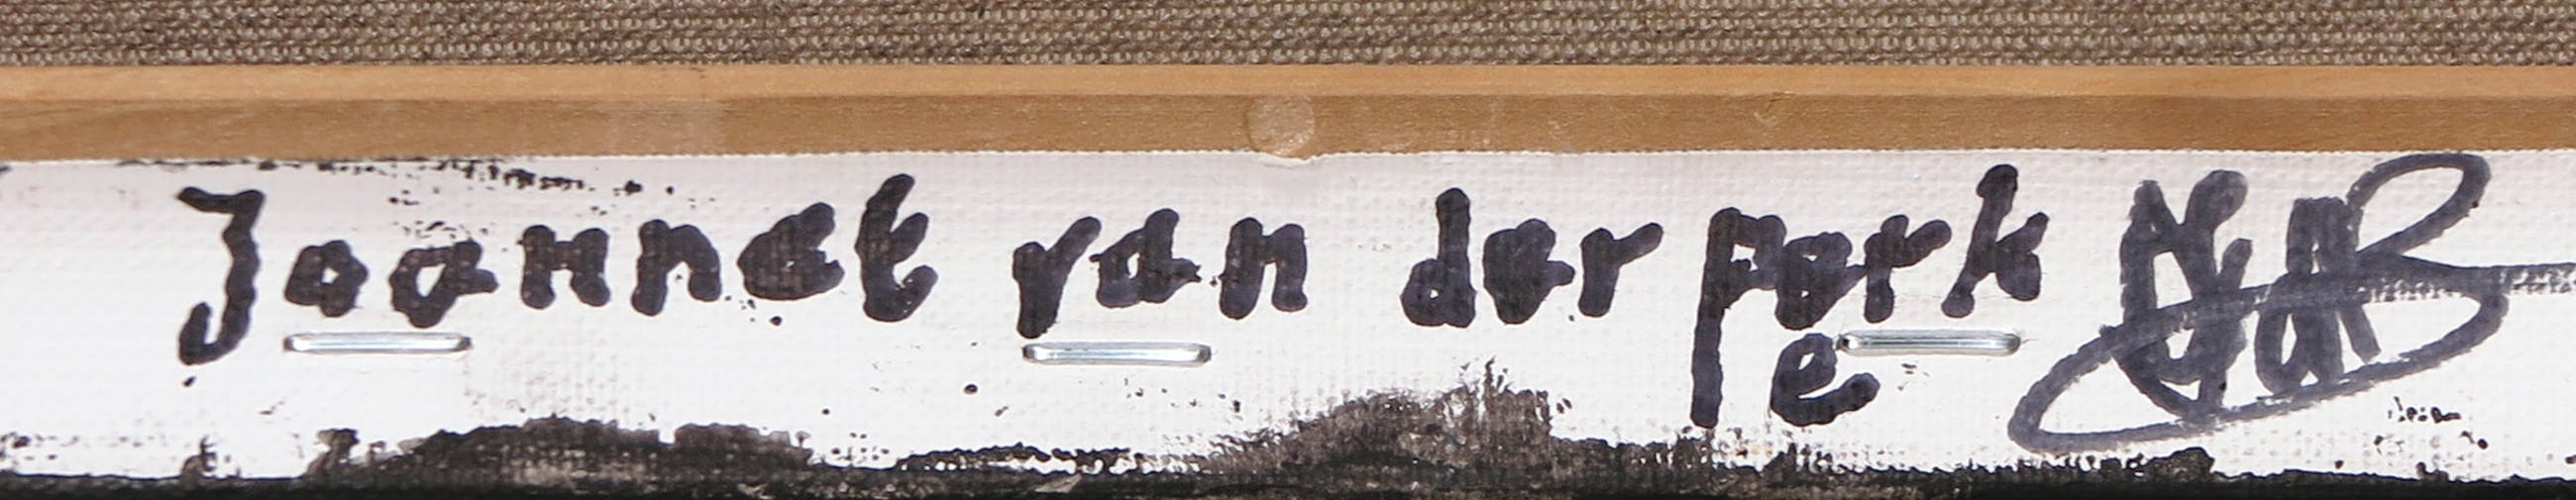 Joannet van der perk
e